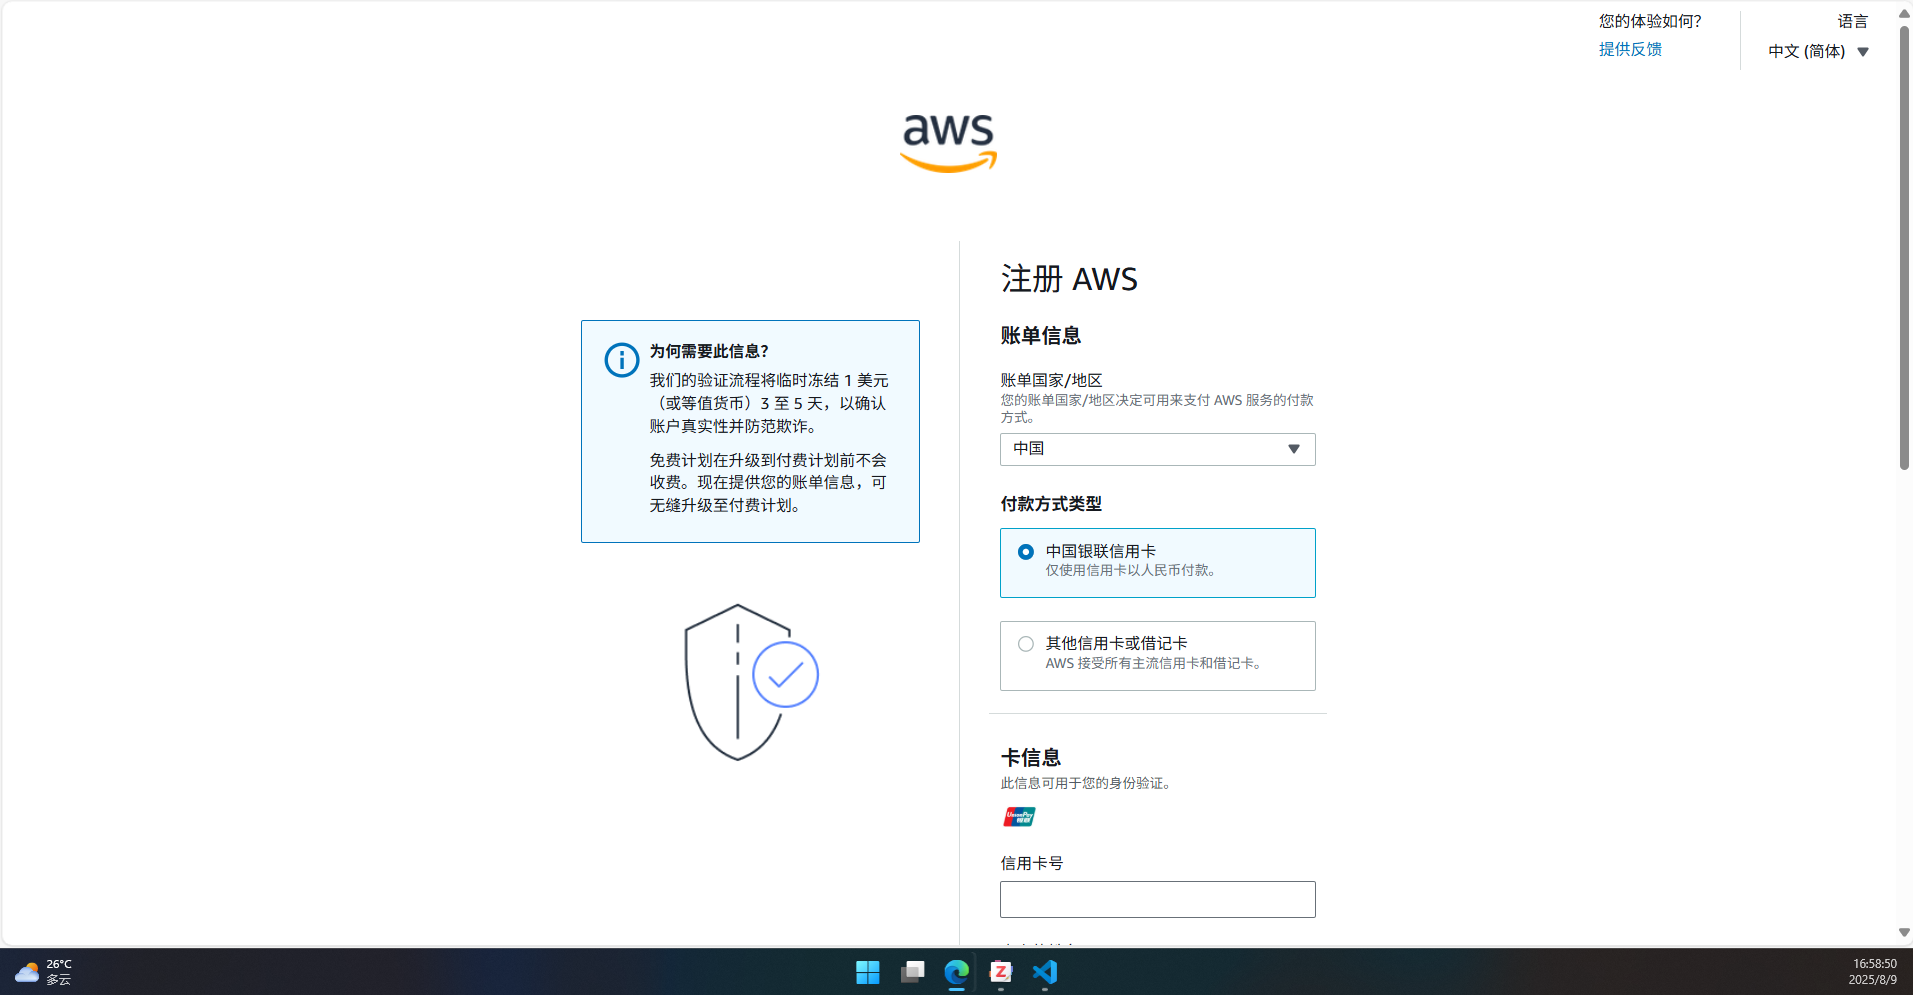 您的体验如何?
提供反馈
语言
中文 (简体)
aws
注册 AWS
账单信息
为何需要此信息?
我们的验证流程将临时冻结 1 美元
（或等值货币）3 至 5 天，以确认
账户真实性并防范欺诈。
免费计划在升级到付费计划前不会
收费。现在提供您的账单信息，可
无缝升级至付费计划。
账单国家/地区
您的账单国家/地区决定可用来支付 AWS 服务的付款
方式。
中国
付款方式类型
中国银联信用卡
仅使用信用卡以人民币付款。
其他信用卡或借记卡
AWS 接受所有主流信用卡和借记卡。
卡信息
此信息可用于您的身份验证。
UnionPay
银联
信用卡号
26°C
多云
Z
16:58:50
2025/8/9